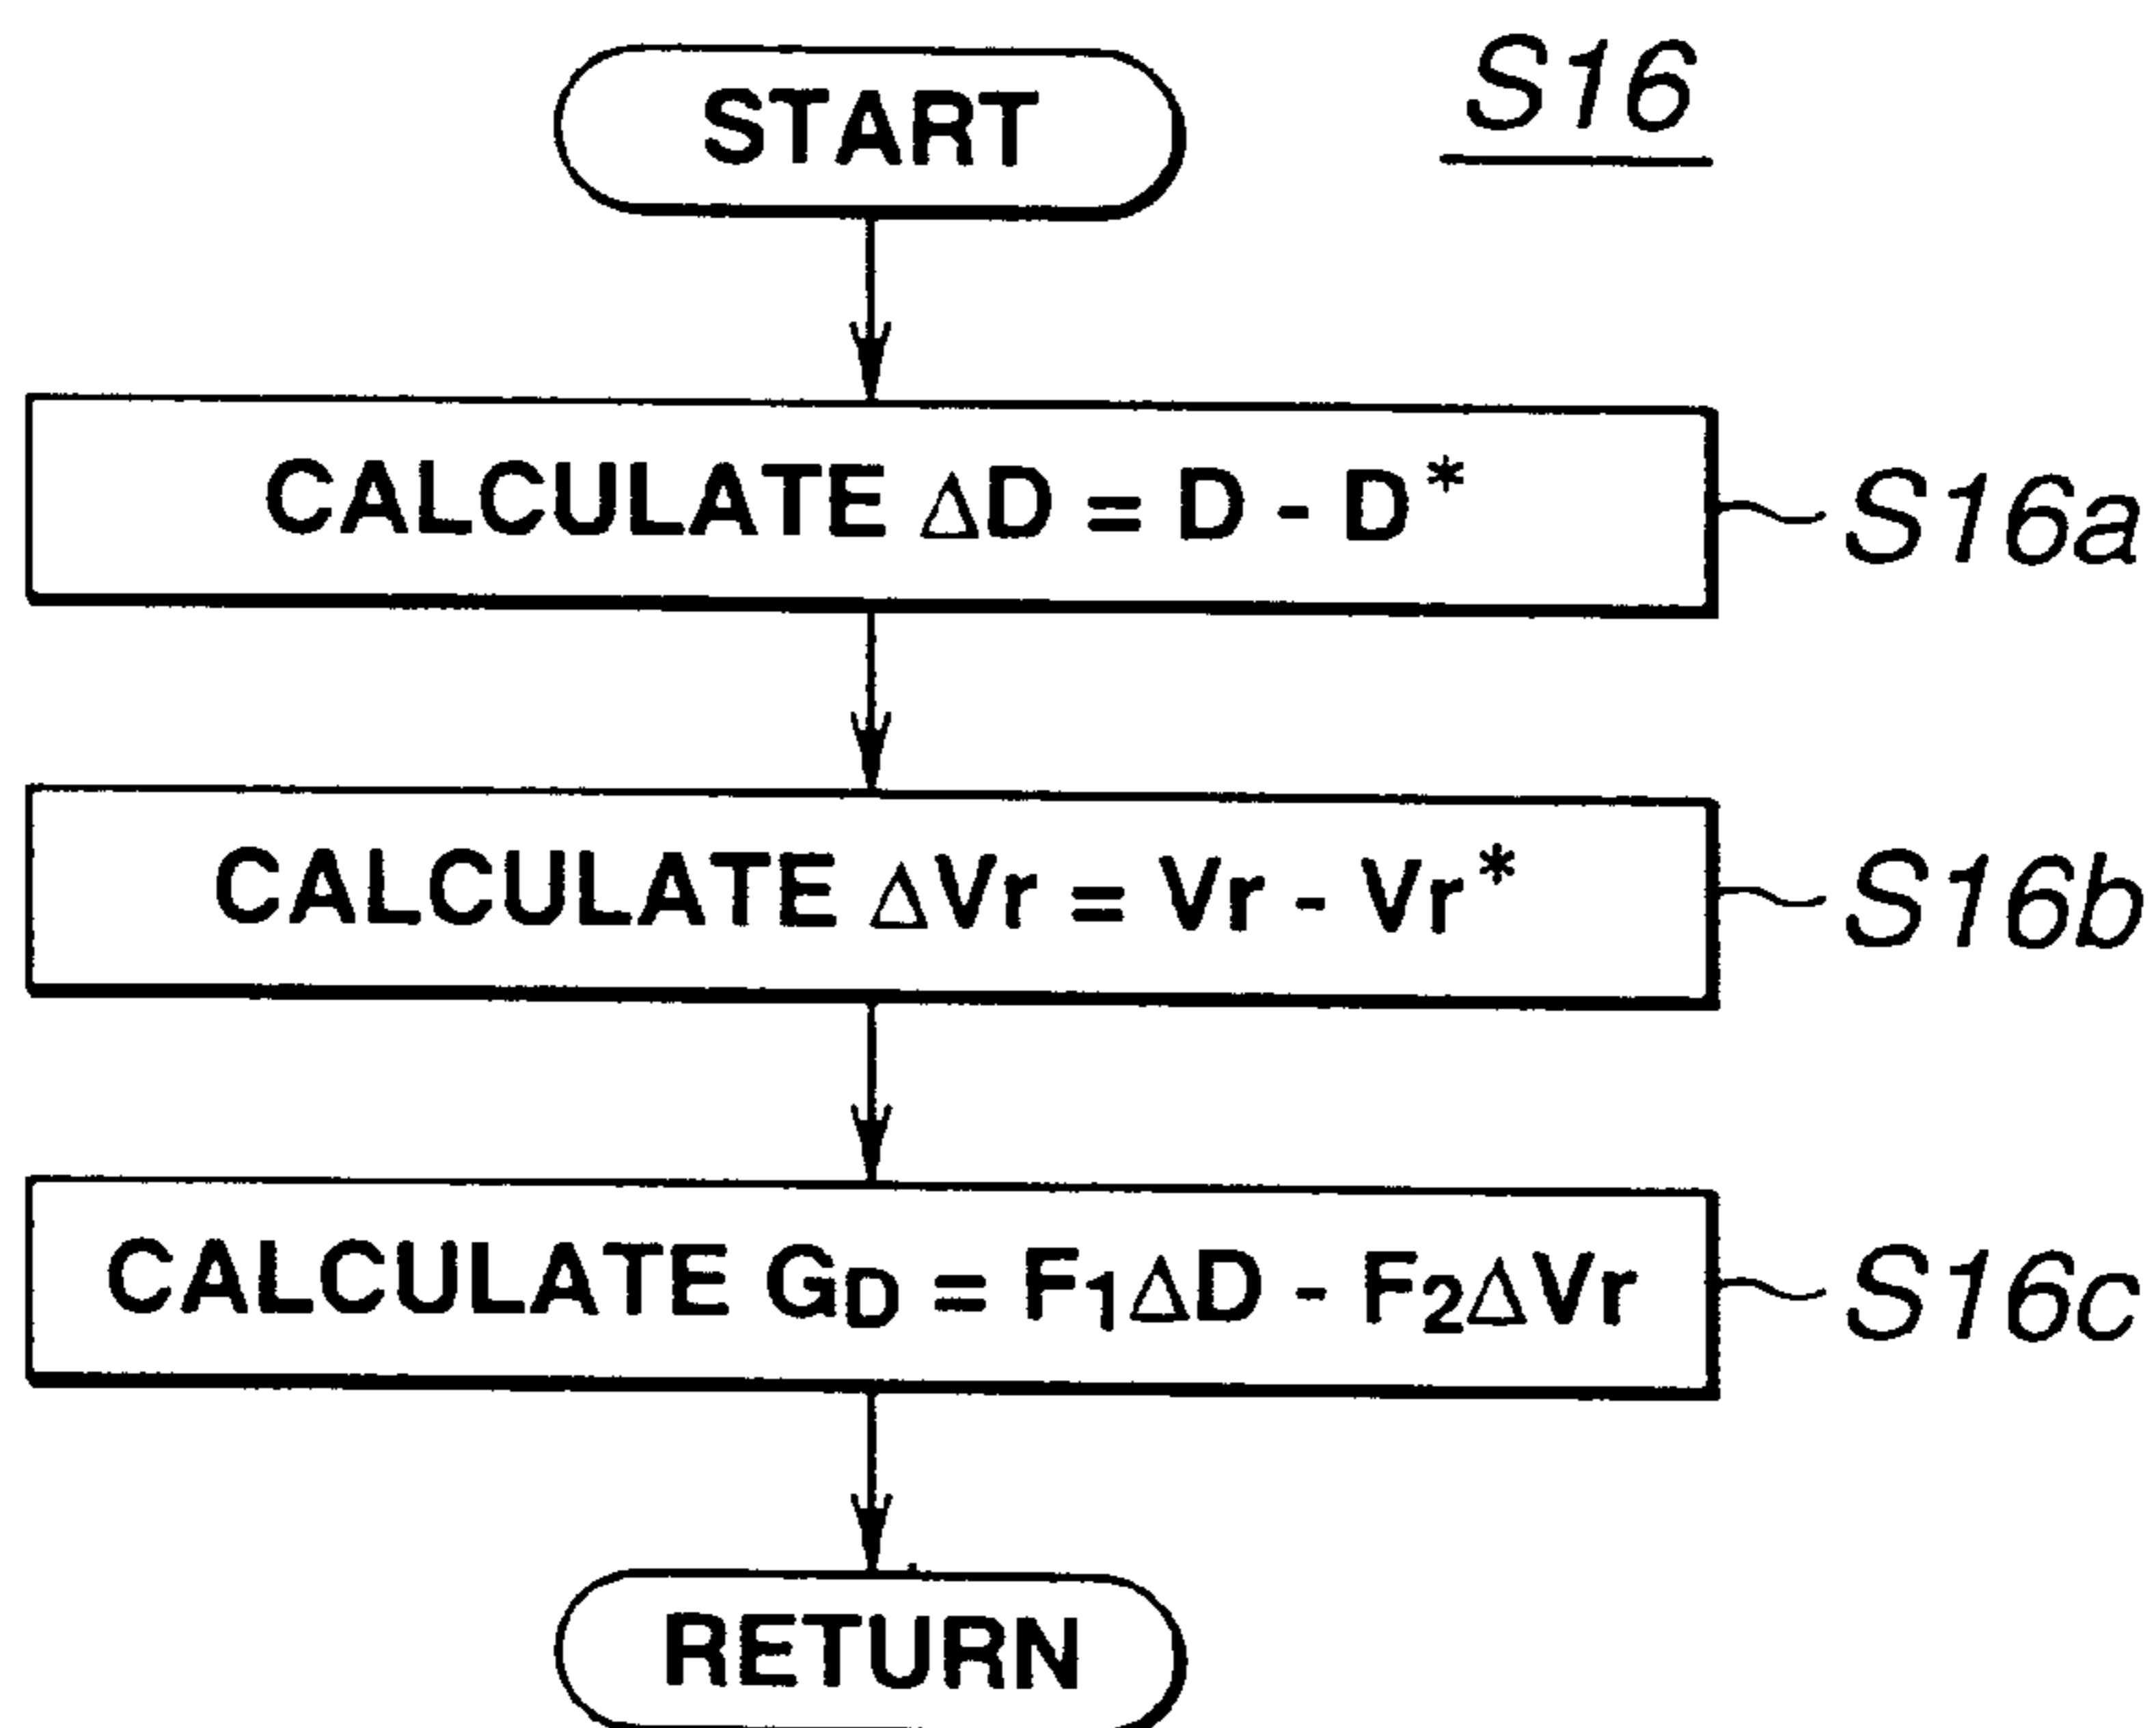 START
S16
CALCULATE ΔD = D - D*
S16a
CALCULATE ΔVr = Vr - Vr*
S16b
CALCULATE GD = F1ΔD - F2ΔVr
S16c
RETURN